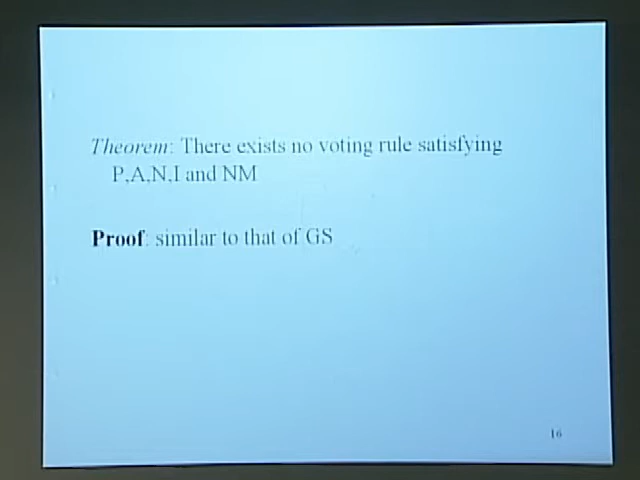 Theorem: There exists no voting rule satisfying
P,A,N,I and NM
Proof: similar to that of GS
16